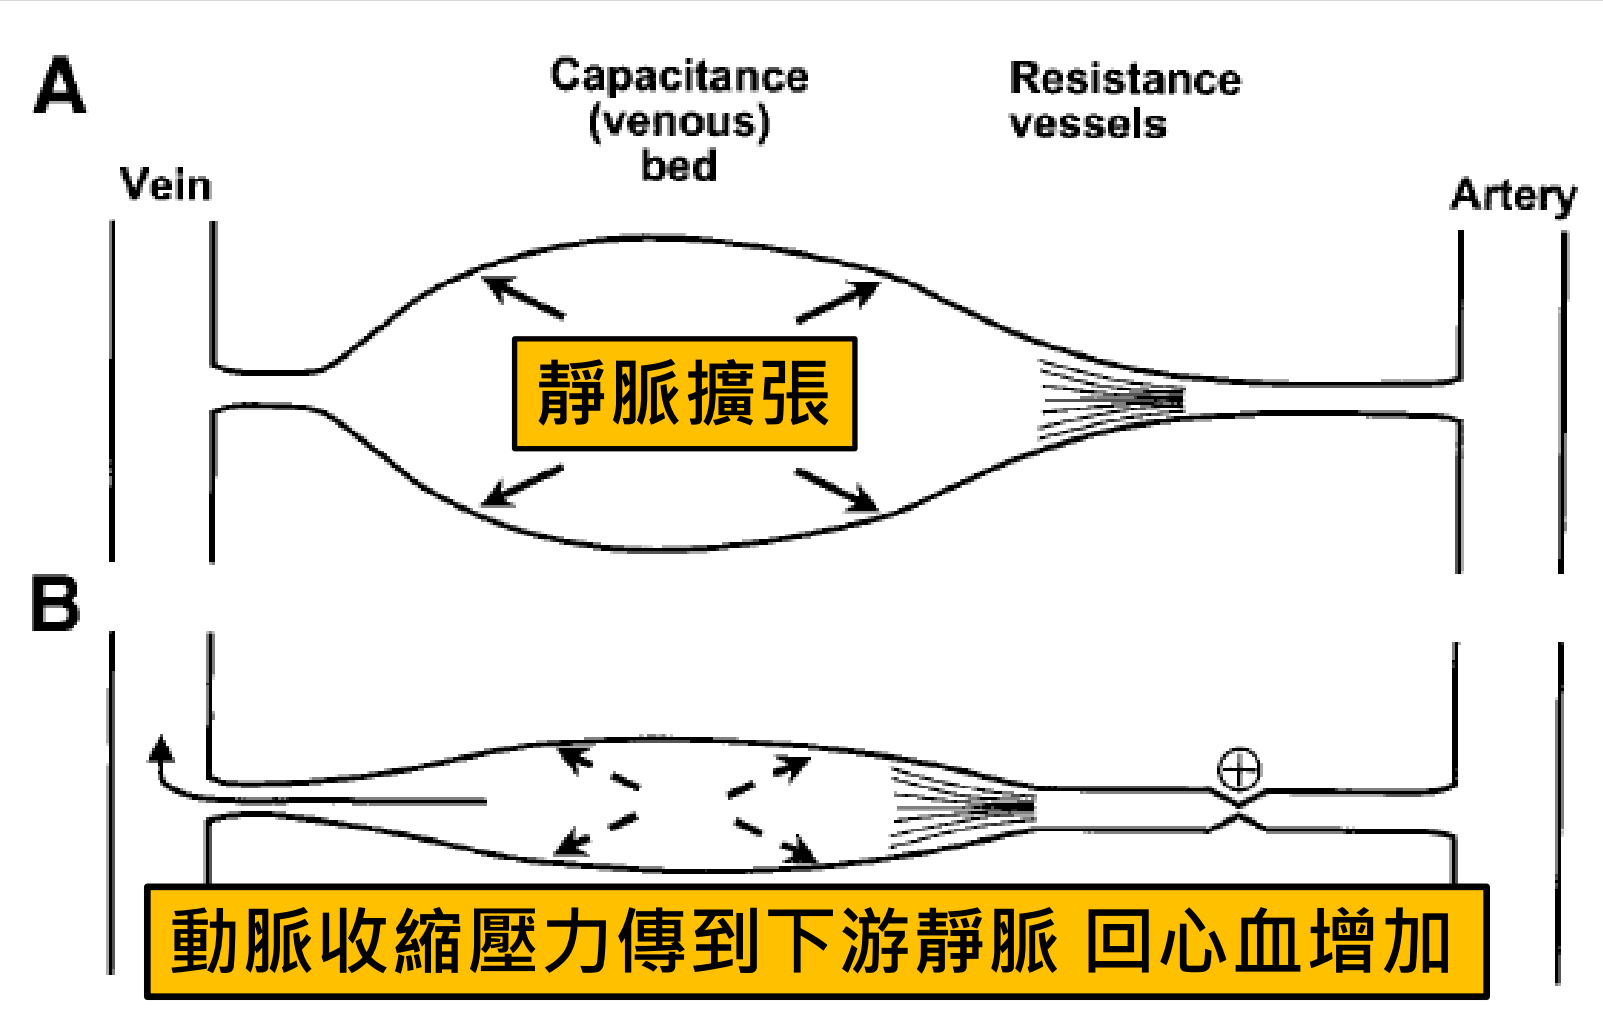 A
Capacitance
(venous)
bed
Resistance
vessels
Vein
Artery
靜脈擴張
B
動脈收縮壓力傳到下游靜脈 回心血增加